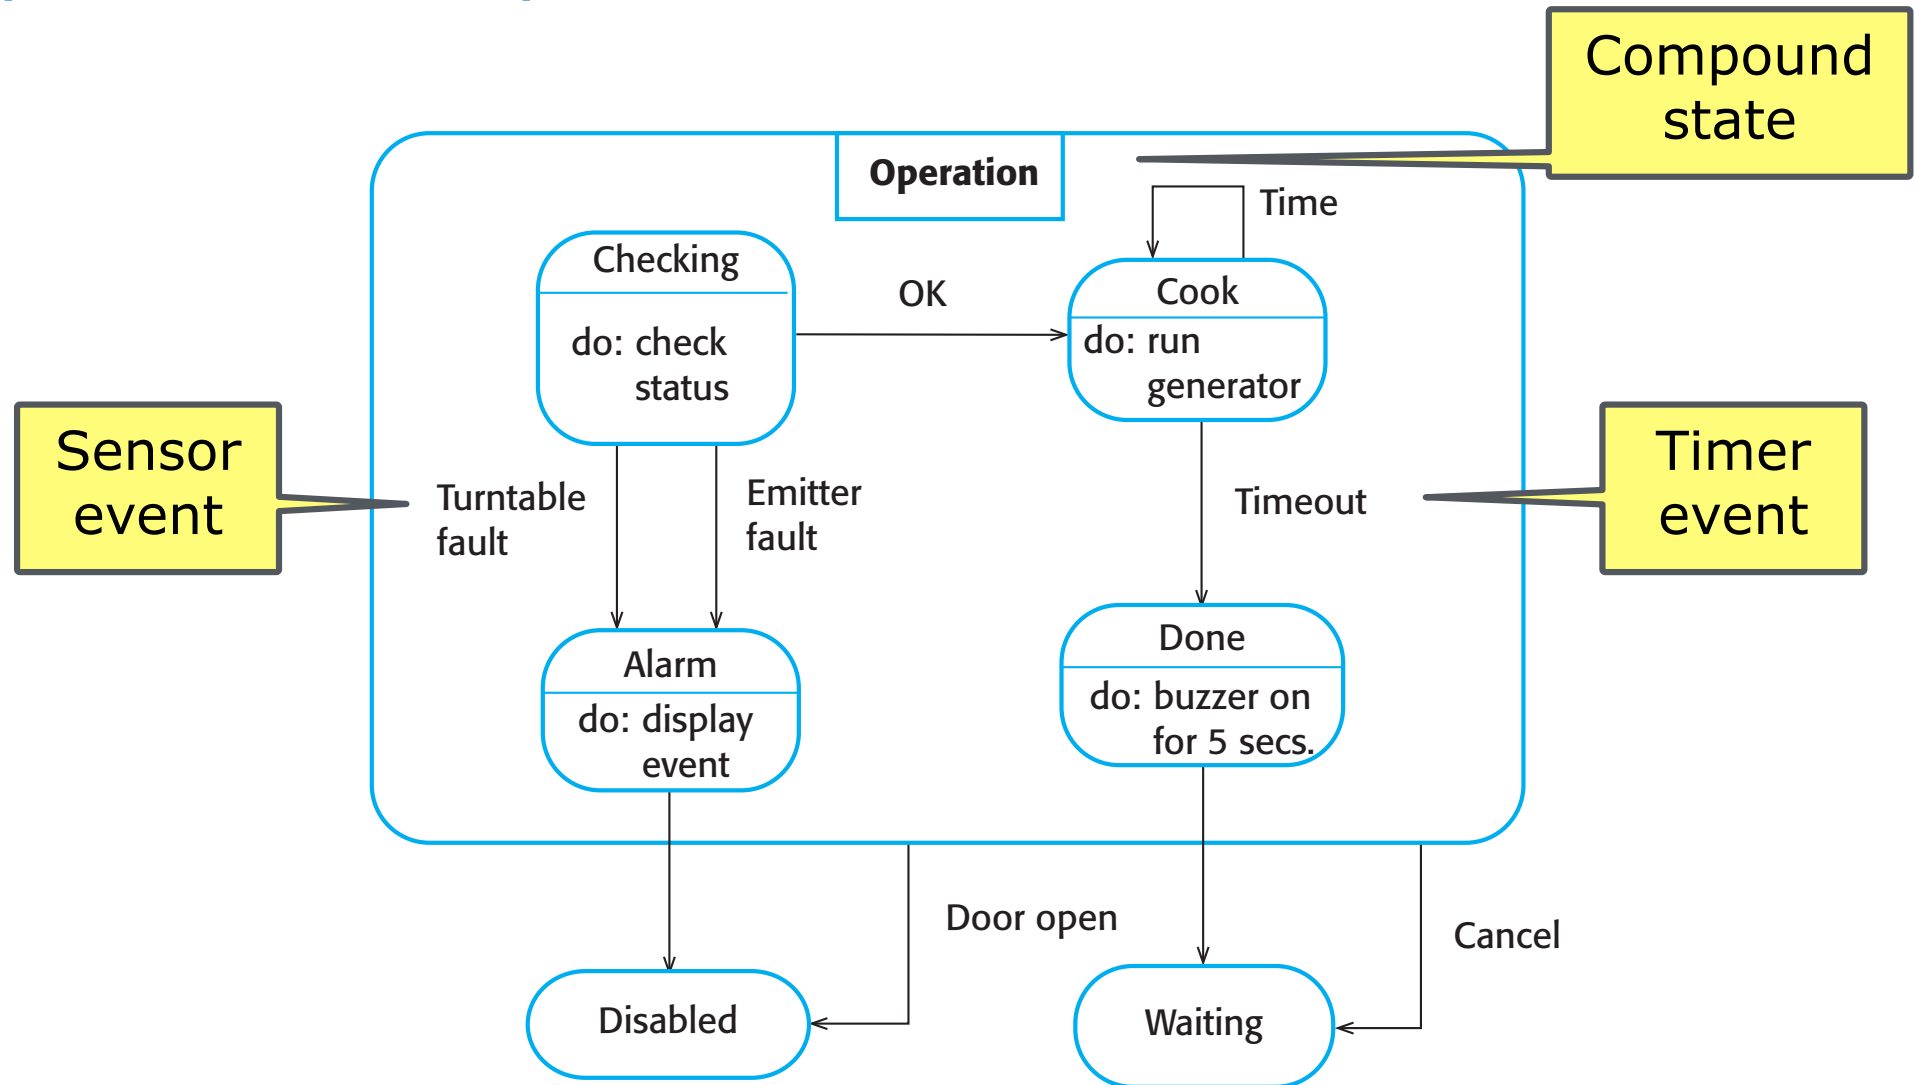 Compound
state
Operation
Time
Checking
do: check
status
OK
Cook
do: run
generator
Sensor
event
Turntable
fault
Emitter
fault
Timeout
Timer
event
Alarm
do: display
event
Done
do: buzzer on
for 5 secs.
Door open
Cancel
Disabled
Waiting